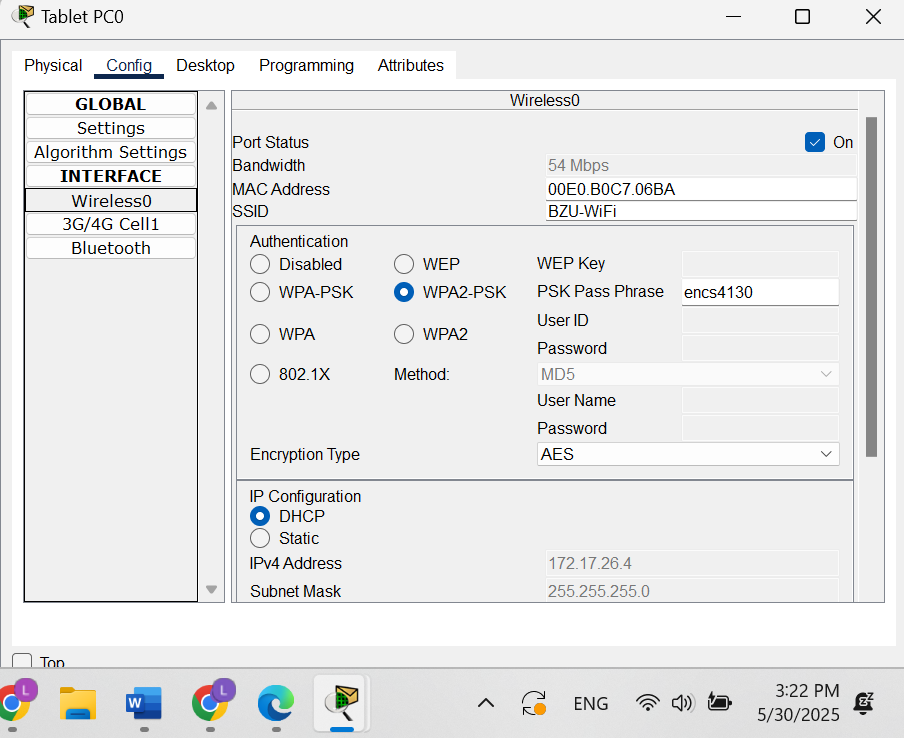 Tablet PC0
Physical Config Desktop Programming Attributes
GLOBAL
Settings
Algorithm Settings
INTERFACE
Wireless0
3G/4G Cell1
Bluetooth
Wireless0
Port Status On
Bandwidth 54 Mbps
MAC Address 00E0.B0C7.06BA
SSID BZU-WiFi
Authentication
Disabled WEP WEP Key
WPA-PSK WPA2-PSK PSK Pass Phrase encs4130
User ID
WPA WPA2
Password
802.1X Method: MD5
User Name
Password
Encryption Type AES
IP Configuration
DHCP
Static
IPv4 Address 172.17.26.4
Subnet Mask 255.255.255.0
Top
L W L ENG 3:22 PM
5/30/2025